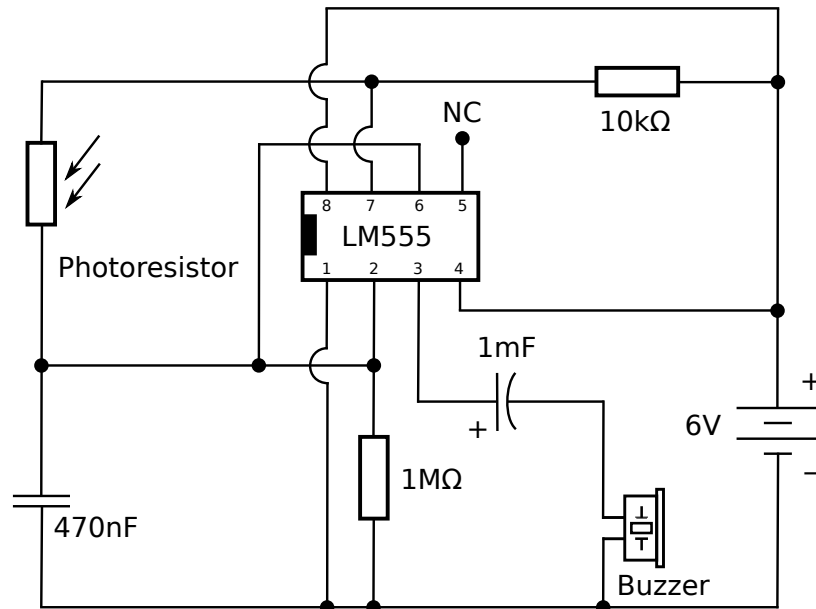 NC
10kΩ
8 7 6 5
LM555
1 2 3 4
Photoresistor
1mF
+
+
6V
−
1MΩ
470nF
Buzzer